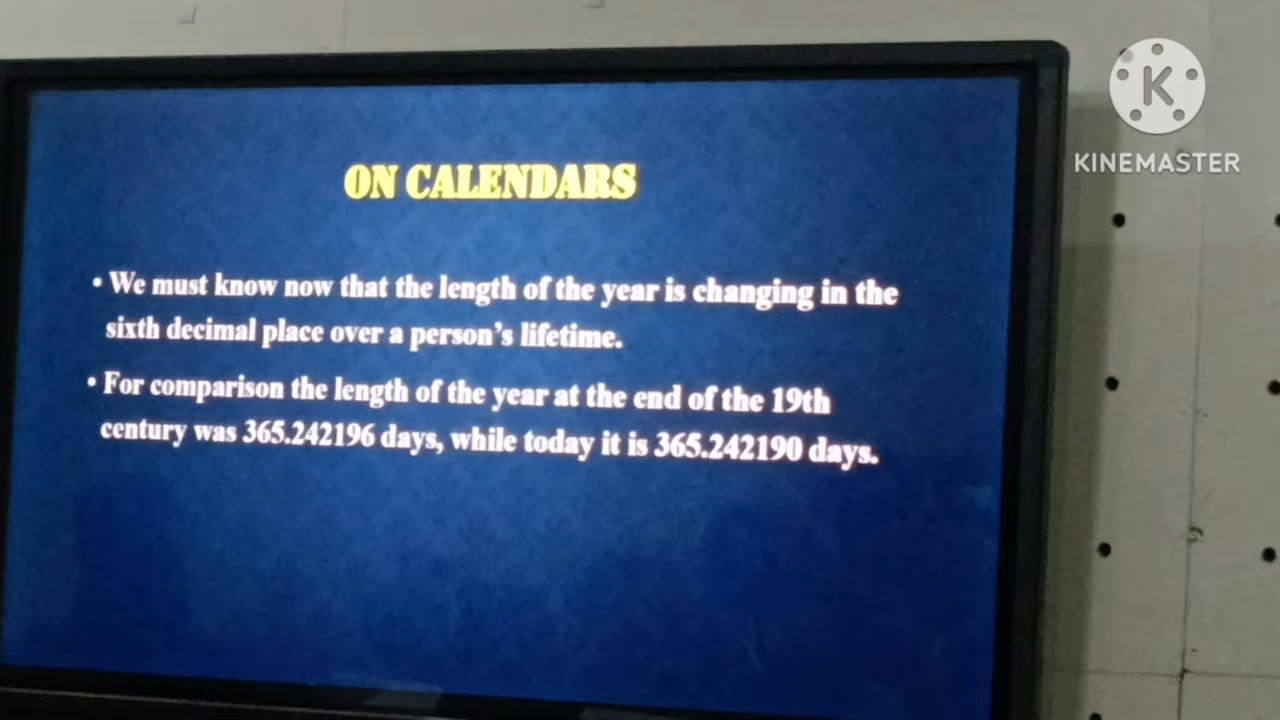 K
KINEMASTER
ON CALENDARS
• We must know now that the length of the year is changing in the
sixth decimal place over a person's lifetime.
• For comparison the length of the year at the end of the 19th
century was 365.242196 days, while today it is 365.242190 days.